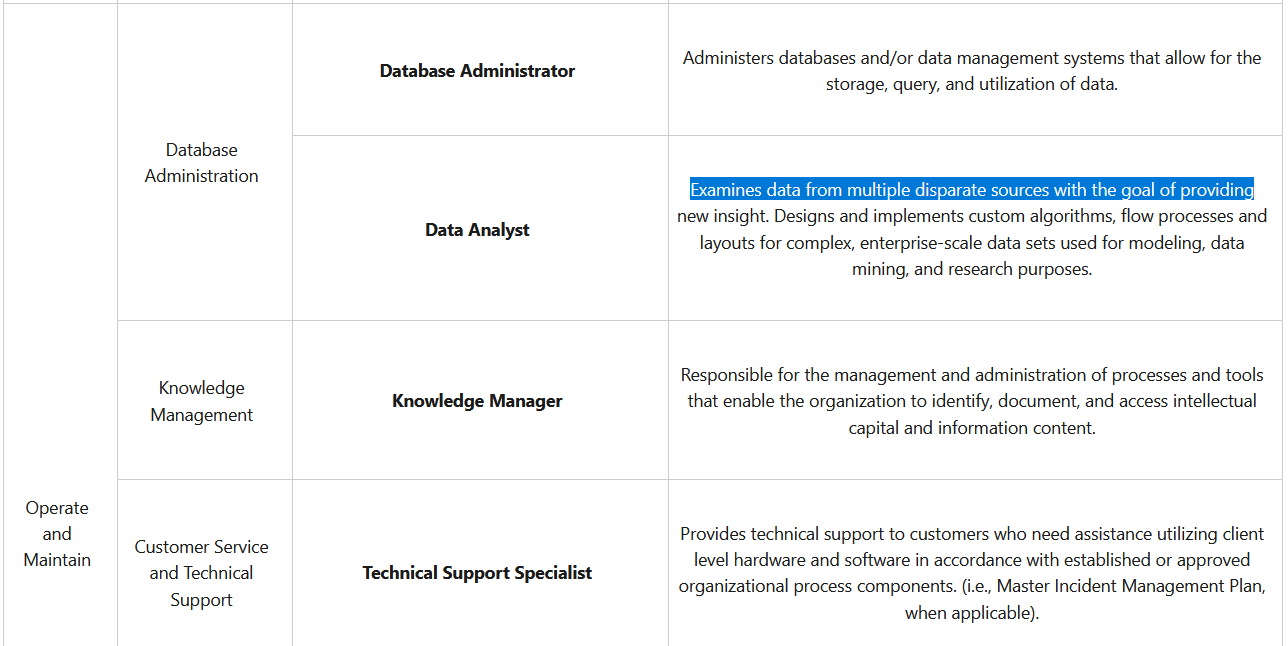 Database Administrator
Administers databases and/or data management systems that allow for the
storage, query, and utilization of data.
Database
Administration
Data Analyst
Examines data from multiple disparate sources with the goal of providing
new insight. Designs and implements custom algorithms, flow processes and
layouts for complex, enterprise-scale data sets used for modeling, data
mining, and research purposes.
Knowledge
Management
Knowledge Manager
Responsible for the management and administration of processes and tools
that enable the organization to identify, document, and access intellectual
capital and information content.
Operate
and
Maintain
Customer Service
and Technical
Support
Technical Support Specialist
Provides technical support to customers who need assistance utilizing client
level hardware and software in accordance with established or approved
organizational process components. (i.e., Master Incident Management Plan,
when applicable).